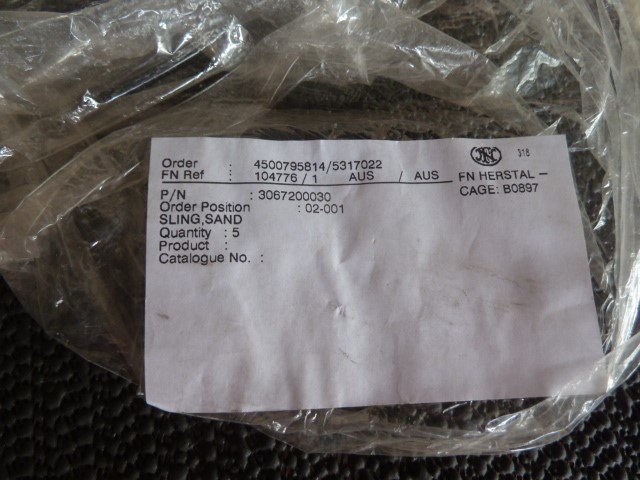 Order : 4500795814/5317022
FN Ref : 104776 / 1 AUS / AUS
FN 318
FN HERSTAL -
CAGE: B0897
P/N : 3067200030
Order Position : 02-001
SLING,SAND
Quantity : 5
Product :
Catalogue No. :